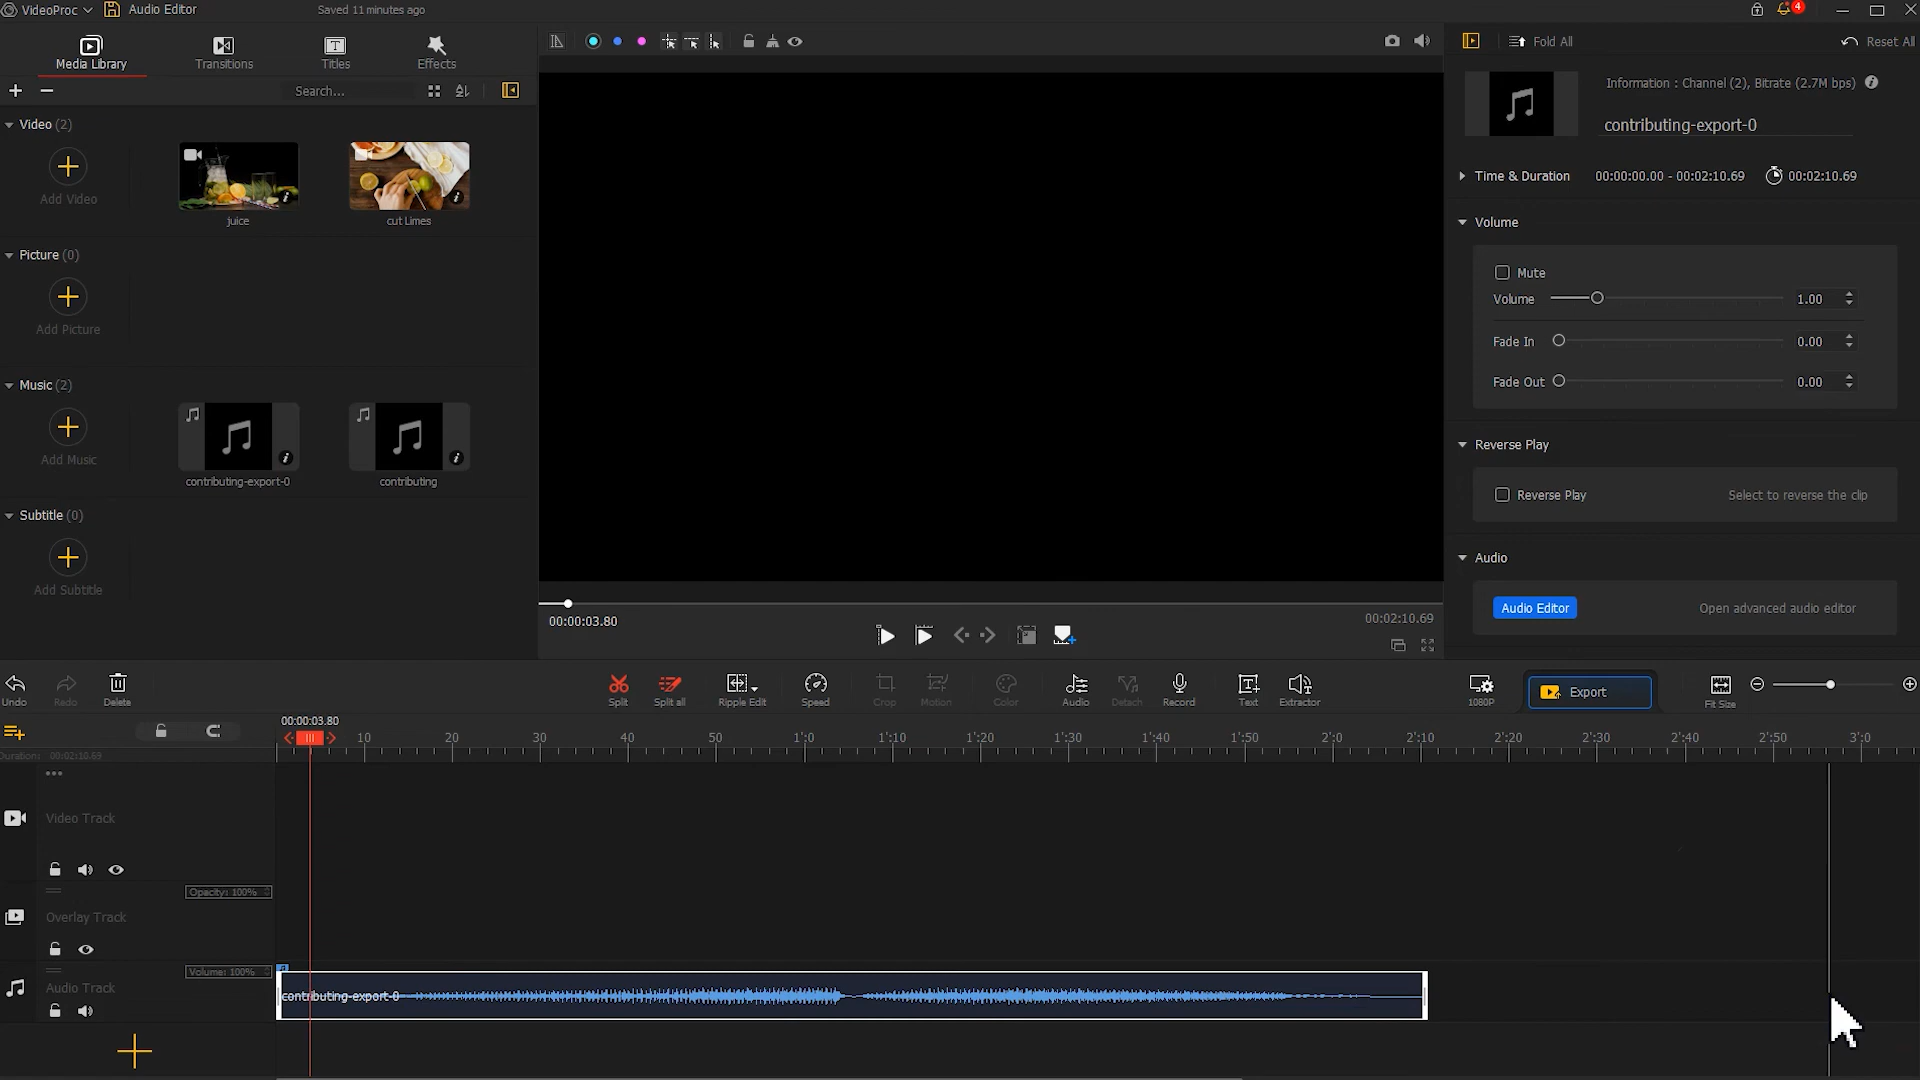 VideoProc
Audio Editor
Saved 11 minutes ago
4
Media Library
Transitions
Titles
Effects
Fold All
Reset All
Search...
Information : Channel (2), Bitrate (2.7M bps)
contributing-export-0
Video (2)
Add Video
juice
cut Limes
Time & Duration
00:00:00.00 - 00:02:10.69
00:02:10.69
Volume
Picture (0)
Add Picture
Mute
Volume
1.00
Fade In
0.00
Fade Out
0.00
Music (2)
Add Music
contributing-export-0
contributing
Reverse Play
Reverse Play
Select to reverse the clip
Subtitle (0)
Add Subtitle
Audio
Audio Editor
Open advanced audio editor
00:00:03.80
00:02:10.69
Undo
Redo
Delete
Split
Split all
Ripple Edit
Speed
Crop
Motion
Color
Audio
Detach
Record
Text
Extractor
1080P
Export
Fit Size
00:00:03.80
10
20
30
40
50
1'0
1'10
1'20
1'30
1'40
1'50
2'0
2'10
2'20
2'30
2'40
2'50
3'0
Duration: 00:02:10.69
Video Track
Opacity: 100%
Overlay Track
Volume: 100%
Audio Track
contributing-export-0